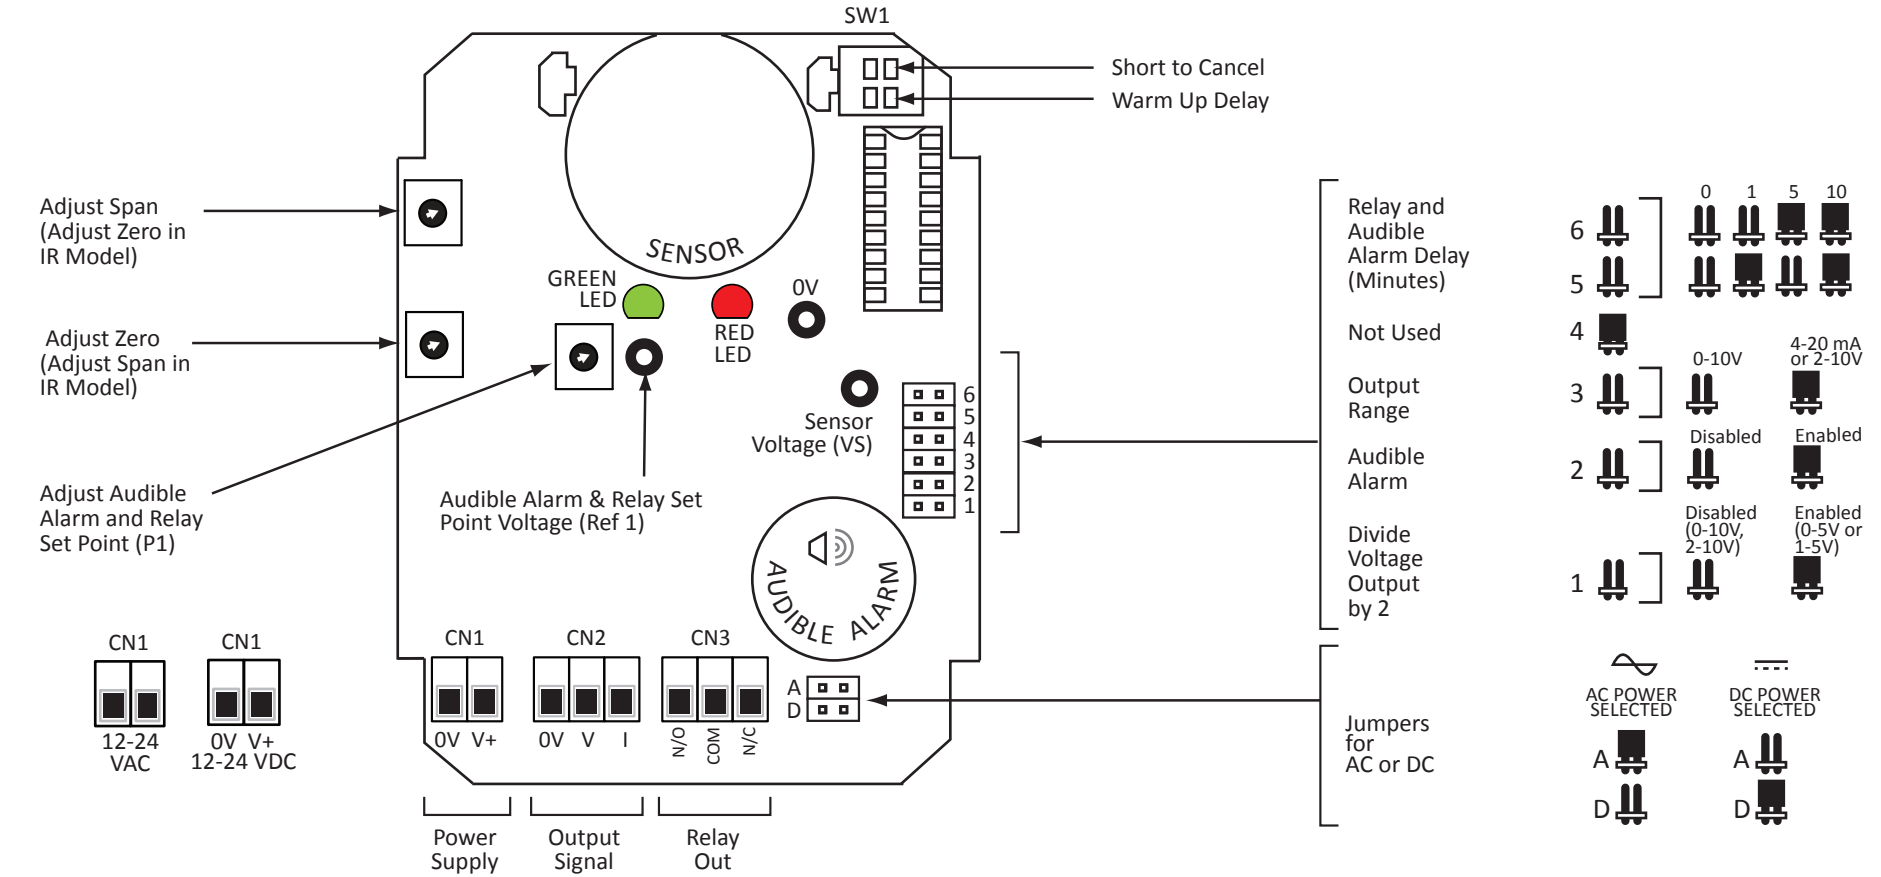 SW1
Short to Cancel
Warm Up Delay
Adjust Span
(Adjust Zero in
IR Model)
SENSOR
GREEN
LED
RED
LED
0V
Adjust Zero
(Adjust Span in
IR Model)
Sensor
Voltage (VS)
6
5
4
3
2
1
Adjust Audible
Alarm and Relay
Set Point (P1)
Audible Alarm & Relay Set
Point Voltage (Ref 1)
AUDIBLE ALARM
CN1
12-24
VAC
CN1
0V V+
12-24 VDC
CN1
0V V+
CN2
0V V I
CN3
N/O COM N/C
A
D
Power
Supply
Output
Signal
Relay
Out
Relay and
Audible
Alarm Delay
(Minutes)
6
5
0 1 5 10
Not Used
4
Output
Range
3
0-10V
4-20 mA
or 2-10V
Audible
Alarm
2
Disabled
Enabled
Divide
Voltage
Output
by 2
1
Disabled
(0-10V,
2-10V)
Enabled
(0-5V or
1-5V)
Jumpers
for
AC or DC
AC POWER
SELECTED
A
D
DC POWER
SELECTED
A
D